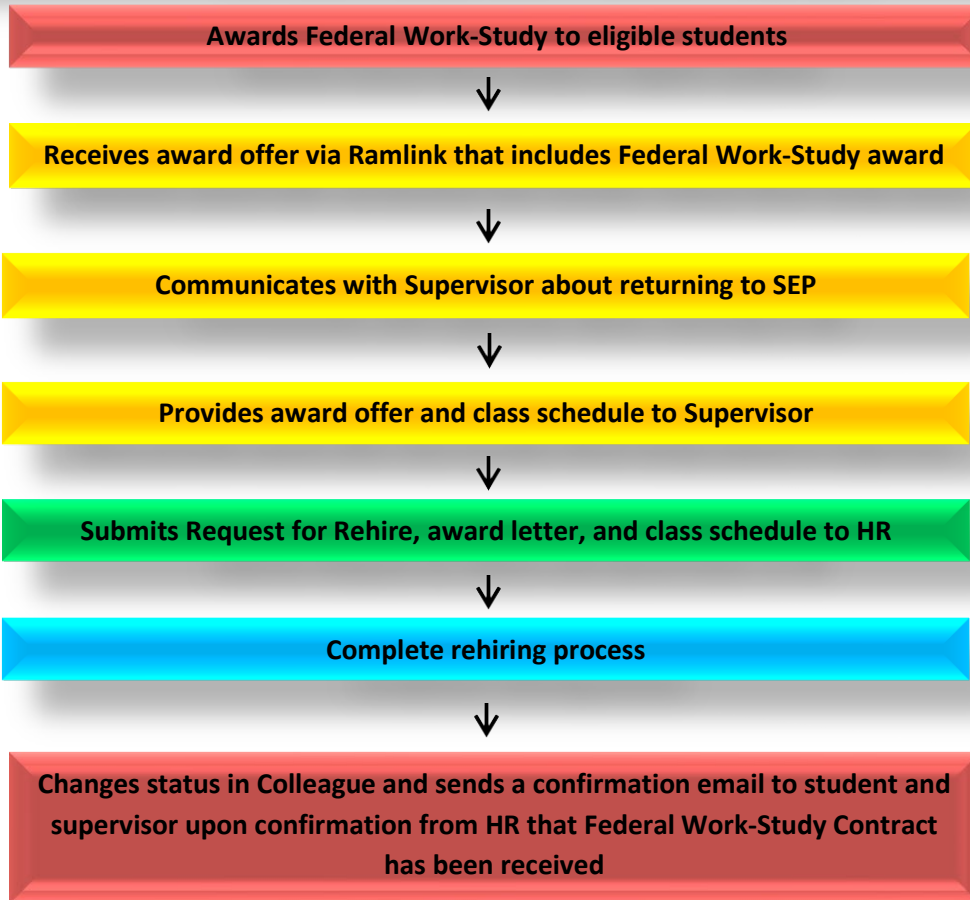 Awards Federal Work-Study to eligible students
Receives award offer via Ramlink that includes Federal Work-Study award
Communicates with Supervisor about returning to SEP
Provides award offer and class schedule to Supervisor
Submits Request for Rehire, award letter, and class schedule to HR
Complete rehiring process
Changes status in Colleague and sends a confirmation email to student and
supervisor upon confirmation from HR that Federal Work-Study Contract
has been received